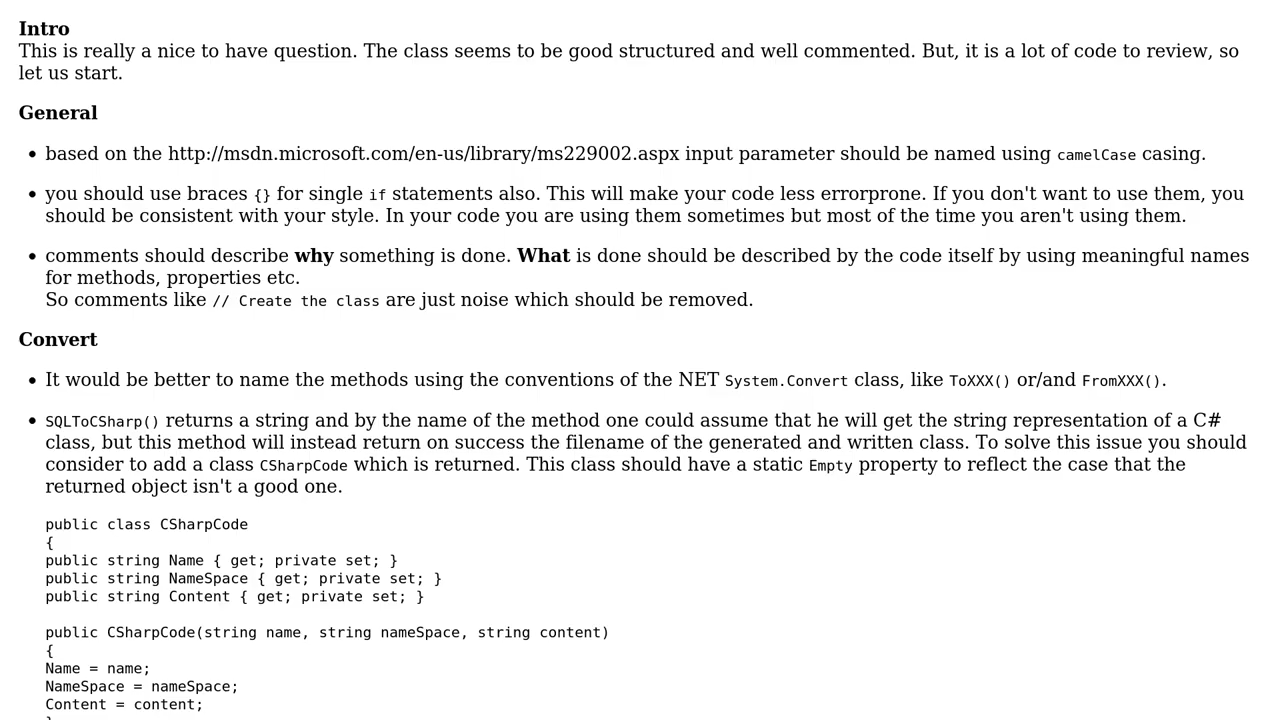 Intro
This is really a nice to have question. The class seems to be good structured and well commented. But, it is a lot of code to review, so
let us start.
General
• based on the http://msdn.microsoft.com/en-us/library/ms229002.aspx input parameter should be named using camelCase casing.
• you should use braces {} for single if statements also. This will make your code less errorprone. If you don't want to use them, you
should be consistent with your style. In your code you are using them sometimes but most of the time you aren't using them.
• comments should describe why something is done. What is done should be described by the code itself by using meaningful names
for methods, properties etc.
So comments like // Create the class are just noise which should be removed.
Convert
• It would be better to name the methods using the conventions of the NET System.Convert class, like ToXXX() or/and FromXXX().
• SQLToCSharp() returns a string and by the name of the method one could assume that he will get the string representation of a C#
class, but this method will instead return on success the filename of the generated and written class. To solve this issue you should
consider to add a class CSharpCode which is returned. This class should have a static Empty property to reflect the case that the
returned object isn't a good one.
public class CSharpCode
{
public string Name { get; private set; }
public string NameSpace { get; private set; }
public string Content { get; private set; }
public CSharpCode(string name, string nameSpace, string content)
{
Name = name;
NameSpace = nameSpace;
Content = content;
}